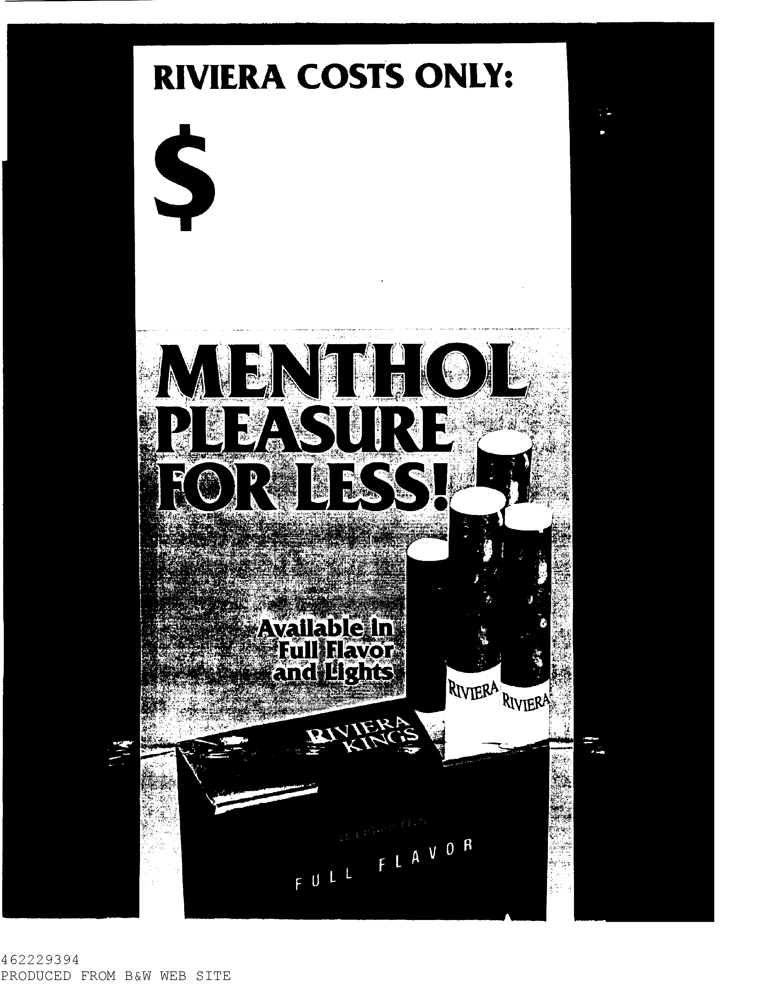 RIVIERA COSTS ONLY:
$
MENTHOL
PLEASURE
FOR LESS!
Available in
Full Flavor
and Lights
RIVIERA
RIVIERA
RIVIERA
KINGS
FULL FLAVOR
462229394
PRODUCED FROM B&W WEB SITE